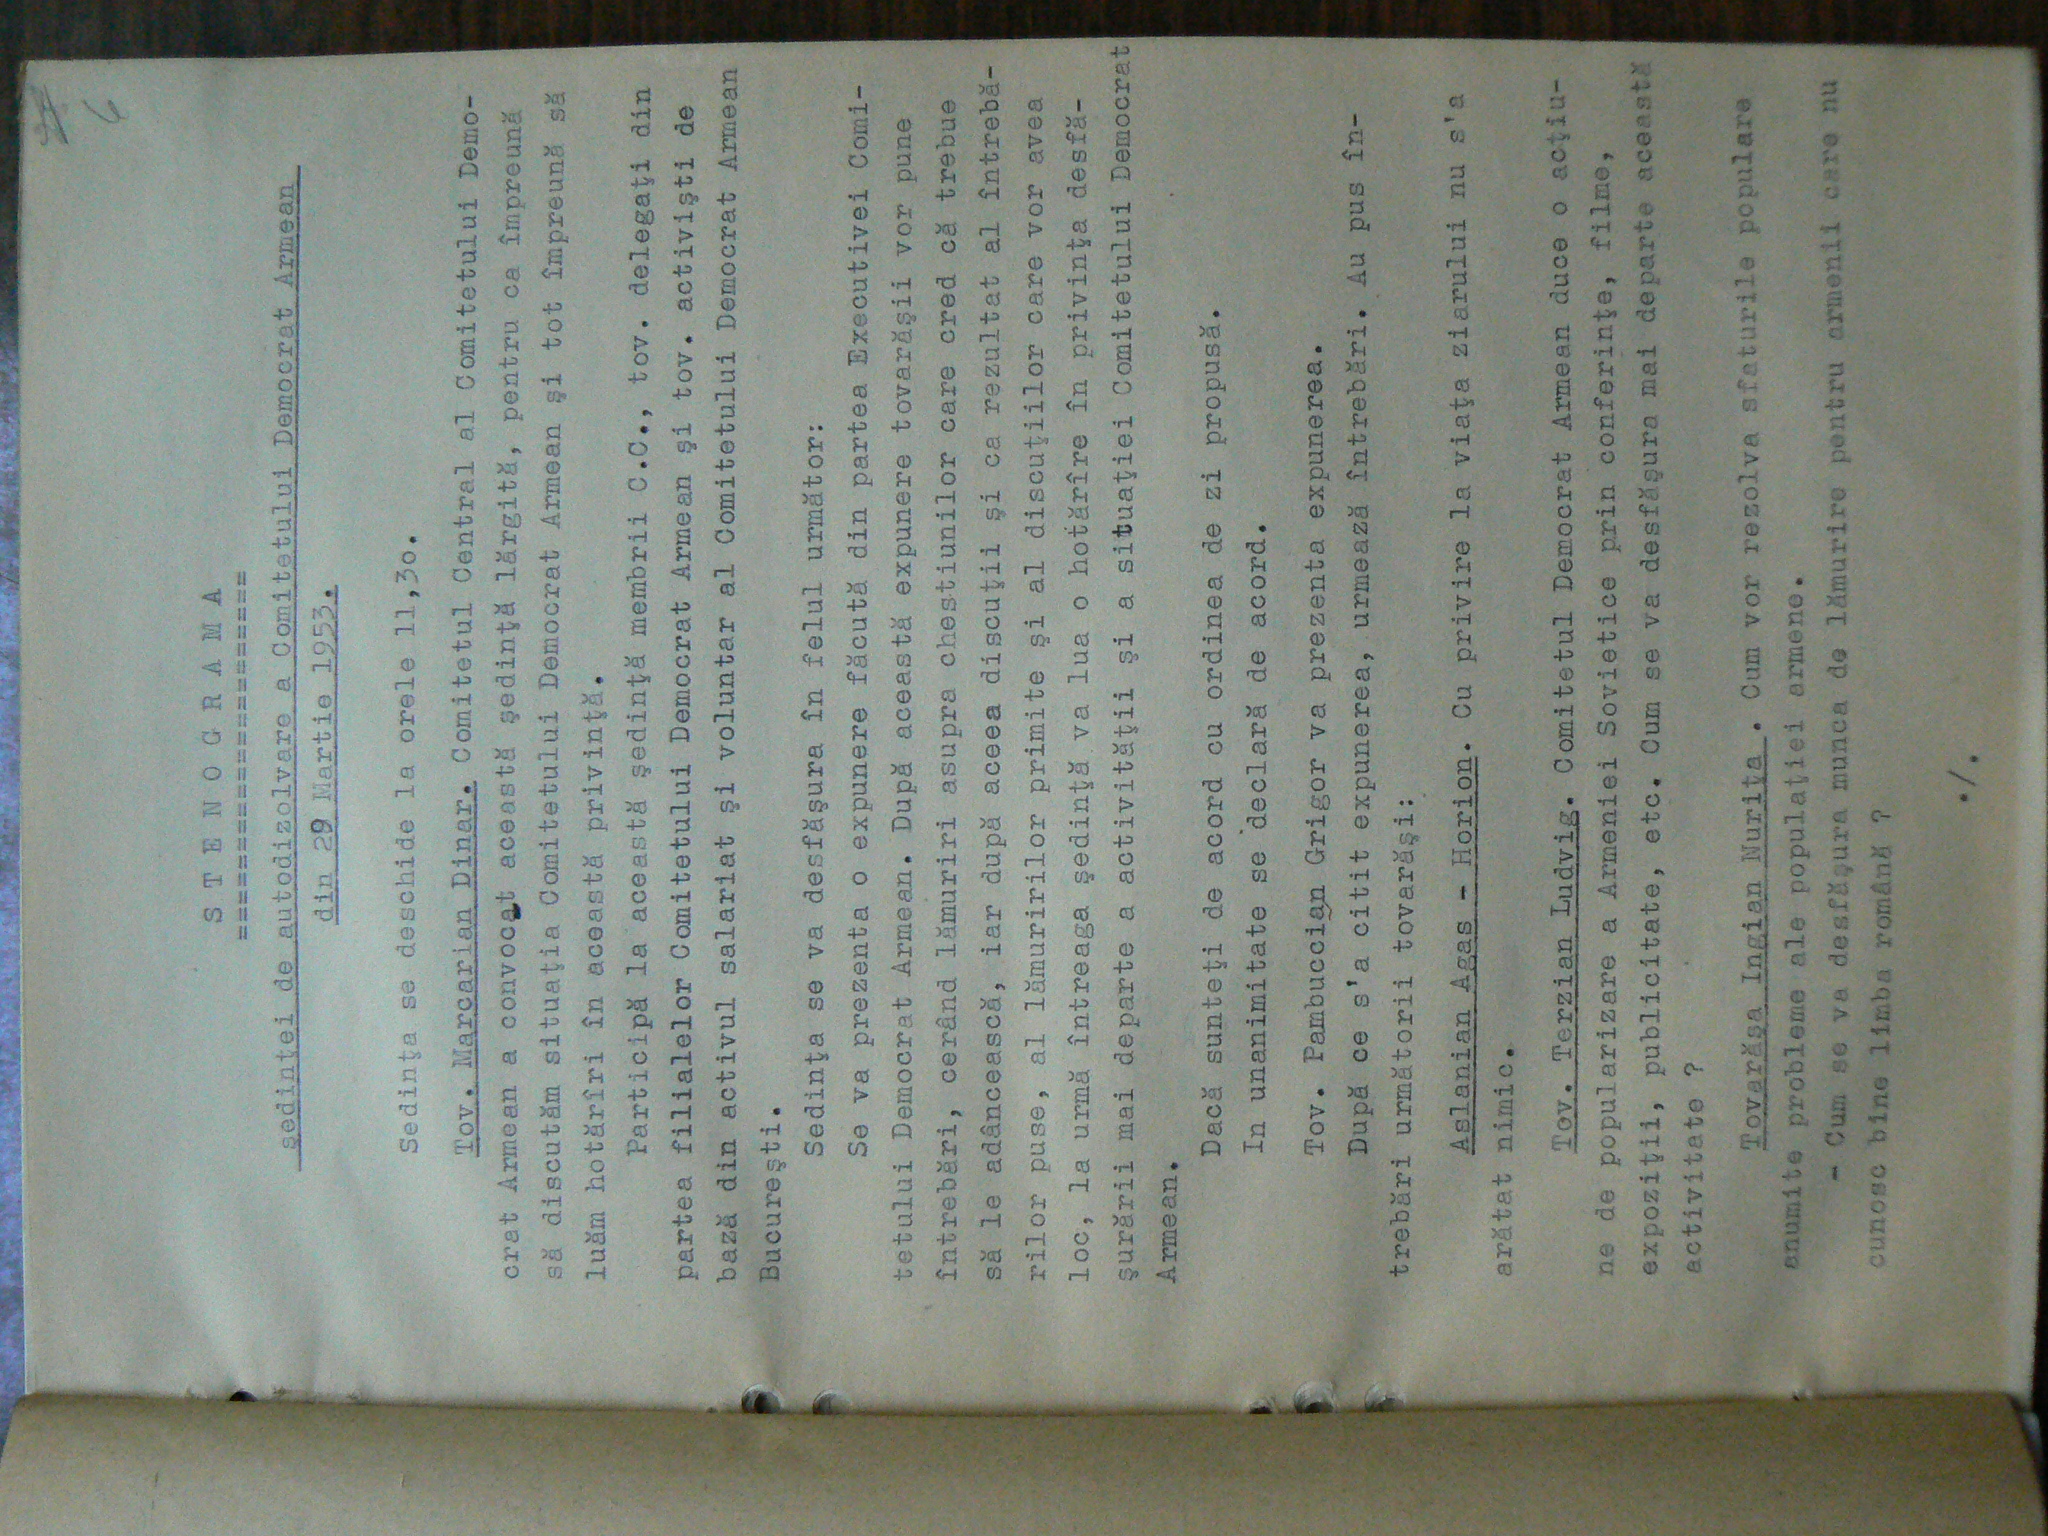 S T E N O G R A M A
=====================
şedinţei de autodizolvare a Comitetului Democrat Armean
din 29 Martie 1953.
Sedinţa se deschide la orele 11,30.
Tov. Marcarian Dinar. Comitetul Central al Comitetului Demo-
crat Armean a convocat această şedinţă lărgită, pentru ca împreună
să discutăm situaţia Comitetului Democrat Armean şi tot împreună să
luăm hotărîri în această privinţă.
Participă la această şedinţă membrii C.C., tov. delegaţi din
partea filialelor Comitetului Democrat Armean şi tov. activişti de
bază din activul salariat şi voluntar al Comitetului Democrat Armean
Bucureşti.
Sedinţa se va desfăşura în felul următor:
Se va prezenta o expunere făcută din partea Executivei Comi-
tetului Democrat Armean. După această expunere tovarăşii vor pune
întrebări, cerând lămuriri asupra chestiunilor care cred că trebue
să le adâncească, iar după aceea discuţii şi ca rezultat al întrebă-
rilor puse, al lămuririlor primite şi al discuţiilor care vor avea
loc, la urmă întreaga şedinţă va lua o hotărîre în privinţa desfă-
şurării mai departe a activităţii şi a situaţiei Comitetului Democrat
Armean.
Dacă sunteţi de acord cu ordinea de zi propusă.
In unanimitate se declară de acord.
Tov. Pambuccian Grigor va prezenta expunerea.
După ce s'a citit expunerea, urmează întrebări. Au pus în-
trebări următorii tovarăşi:
Aslanian Agas - Horion. Cu privire la viaţa ziarului nu s'a
arătat nimic.
Tov. Terzian Ludvig. Comitetul Democrat Armean duce o acţiu-
ne de popularizare a Armeniei Sovietice prin conferinţe, filme,
expoziţii, publicitate, etc. Cum se va desfăşura mai departe această
activitate ?
Tovarăşa Ingian Nuriţa. Cum vor rezolva sfaturile populare
anumite probleme ale populaţiei armene.
- Cum se va desfăşura munca de lămurire pentru armenii care nu
cunosc bine limba română ?
./.